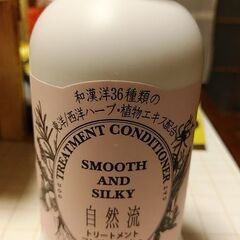 和漢洋36種類の
東洋/西洋ハーブ・植物エキス配合
TREATMENT CONDITIONER
SMOOTH
AND
SILKY
自然流
トリートメント